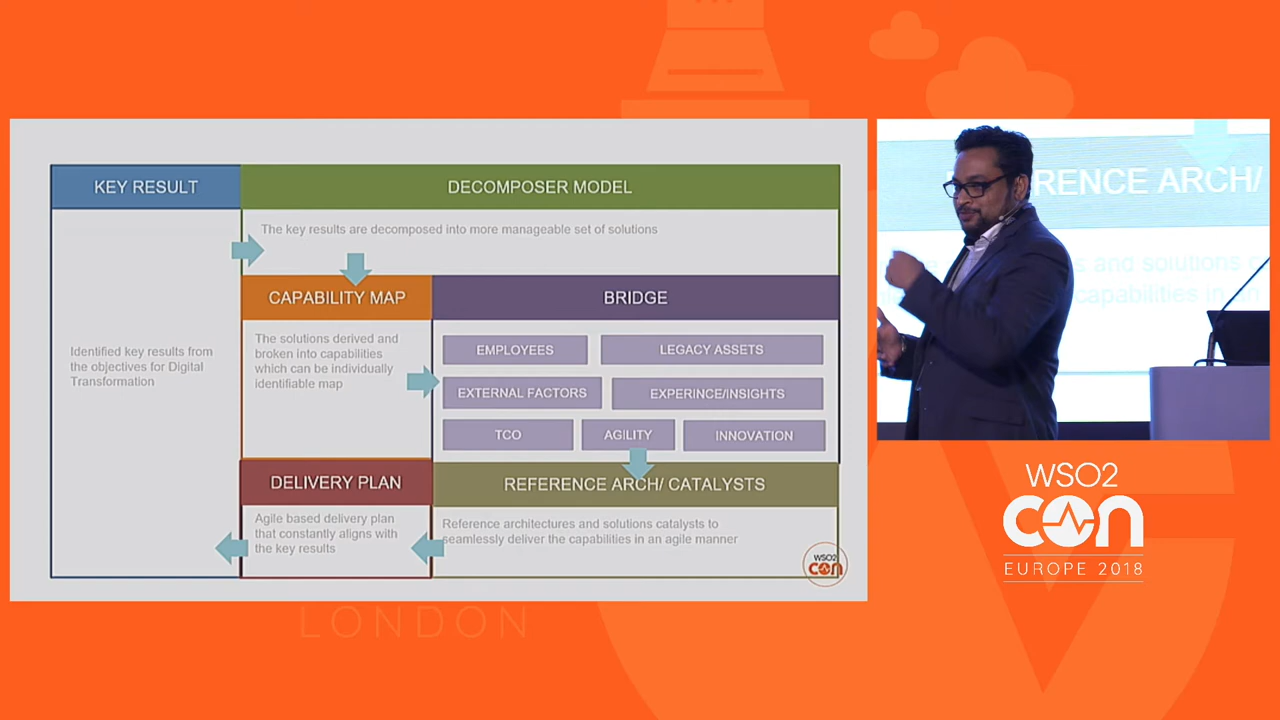 KEY RESULT
DECOMPOSER MODEL
The key results are decomposed into more manageable set of solutions
CAPABILITY MAP
BRIDGE
The solutions derived and
broken into capabilities
which can be individually
identifiable map
Identified key results from
the objectives for Digital
Transformation
EMPLOYEES
LEGACY ASSETS
EXTERNAL FACTORS
EXPERINCE/INSIGHTS
TCO
AGILITY
INNOVATION
DELIVERY PLAN
REFERENCE ARCH/ CATALYSTS
Agile based delivery plan
that constantly aligns with
the key results
Reference architectures and solutions catalysts to
seamlessly deliver the capabilities in an agile manner
WSO2
CON
RENCE ARCH/
s and solutions
capabilities in an
WSO2
CON
EUROPE 2018
LONDON